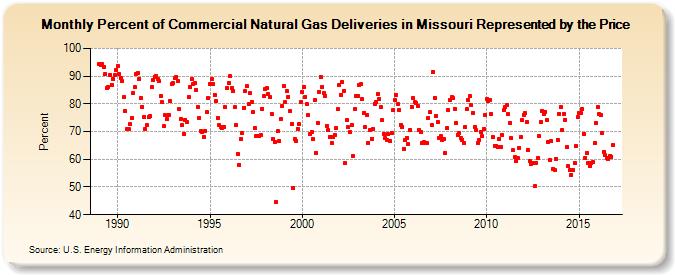 Monthly Percent of Commercial Natural Gas Deliveries in Missouri Represented by the Price
Percent
100
90
80
70
60
50
40
1990 1995 2000 2005 2010 2015
Source: U.S. Energy Information Administration